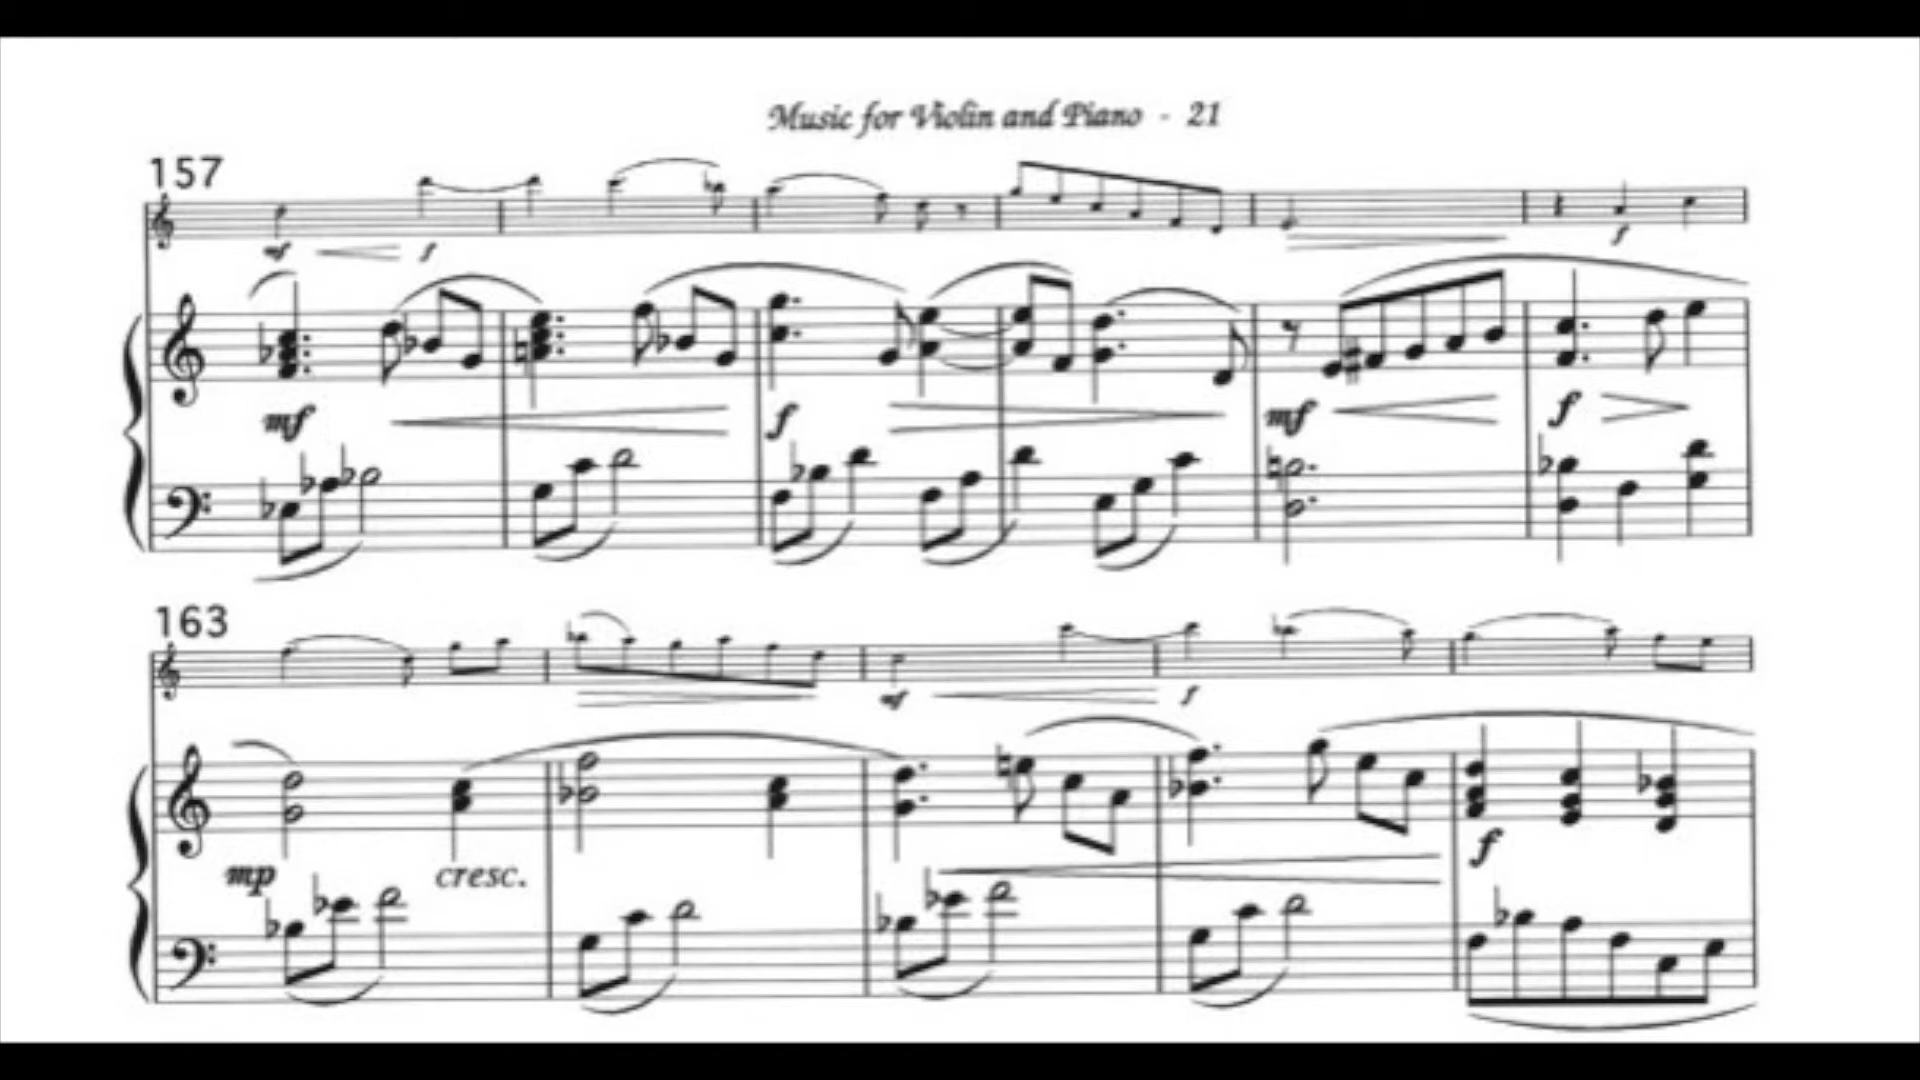 Music for Violin and Piano - 21
157
mf f
mf f mf f
163
mf f
mp cresc. f